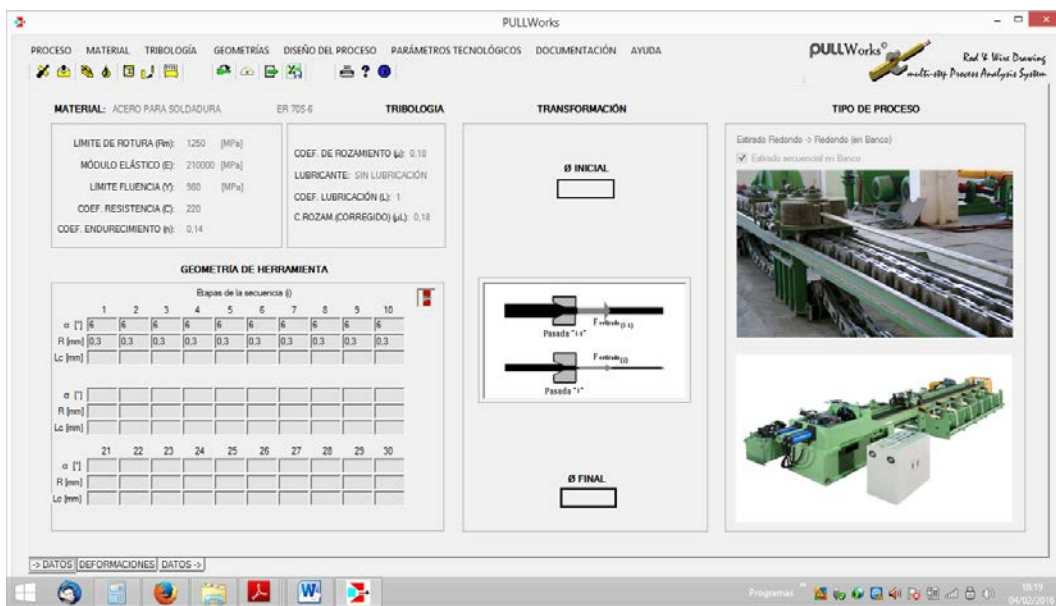 PULLWorks
PROCESO MATERIAL TRIBOLOGÍA GEOMETRÍAS DISEÑO DEL PROCESO PARÁMETROS TECNOLÓGICOS DOCUMENTACIÓN AYUDA
PULLWorks®
Rod & Wire Drawing
multi-step Process Analysis System
MATERIAL: ACERO PARA SOLDADURA ER 70S-6
TRIBOLOGIA
TRANSFORMACIÓN
TIPO DE PROCESO
LÍMITE DE ROTURA (Rm): 1250 [MPa]
MÓDULO ELÁSTICO (E): 210000 [MPa]
LÍMITE FLUENCIA (Y): 980 [MPa]
COEF. RESISTENCIA (C): 220
COEF. ENDURECIMIENTO (n): 0,14
COEF. DE ROZAMIENTO (µ): 0,18
LUBRICANTE: SIN LUBRICACIÓN
COEF. LUBRICACIÓN (L): 1
C.ROZAM.(CORREGIDO) (µL): 0,18
Ø INICIAL
Estirado Redondo -> Redondo (en Banco)
Estirado secuencial en Banco
GEOMETRÍA DE HERRAMIENTA
Etapas de la secuencia (i)
1 2 3 4 5 6 7 8 9 10
α [°] 6 6 6 6 6 6 6 6 6 6
R [mm] 0.3 0.3 0.3 0.3 0.3 0.3 0.3 0.3 0.3 0.3
Lc [mm]
α [°]
R [mm]
Lc [mm]
21 22 23 24 25 26 27 28 29 30
α [°]
R [mm]
Lc [mm]
F estirado (i-1)
Pasada "i-1"
F estirado (i)
Pasada "i"
Ø FINAL
-> DATOS DEFORMACIONES DATOS ->
Programas
18:19
04/02/2016